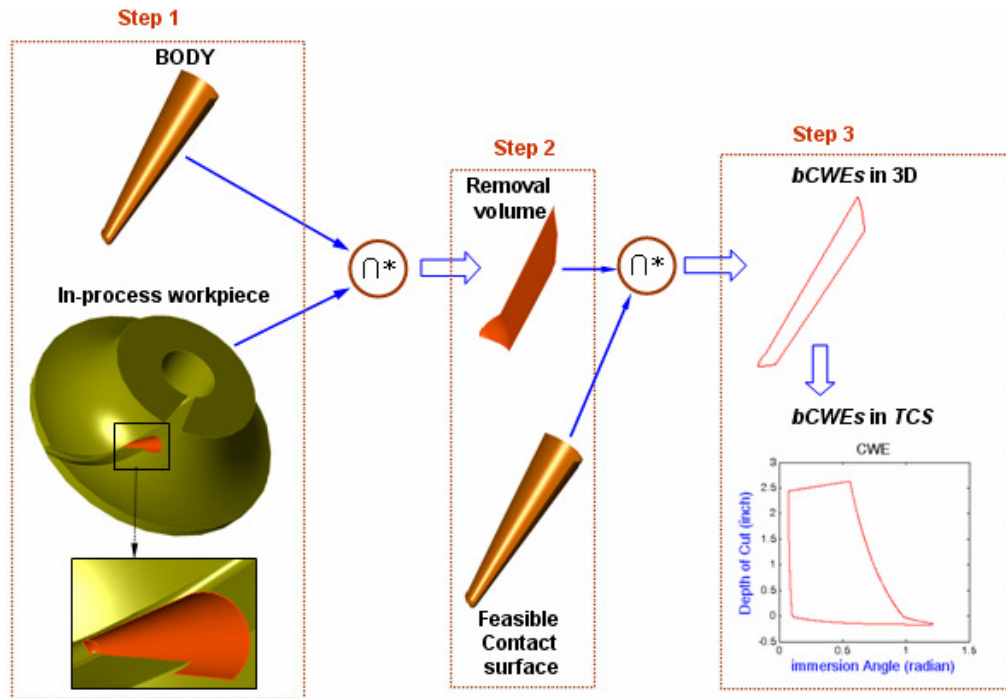 Step 1
BODY
In-process workpiece
∩*
Step 2
Removal
volume
Feasible
Contact
surface
∩*
Step 3
bCWEs in 3D
bCWEs in TCS
CWE
Depth of Cut (inch)
3
2.5
2
1.5
1
0.5
0
-0.5
0
0.5
1
1.5
immersion Angle (radian)